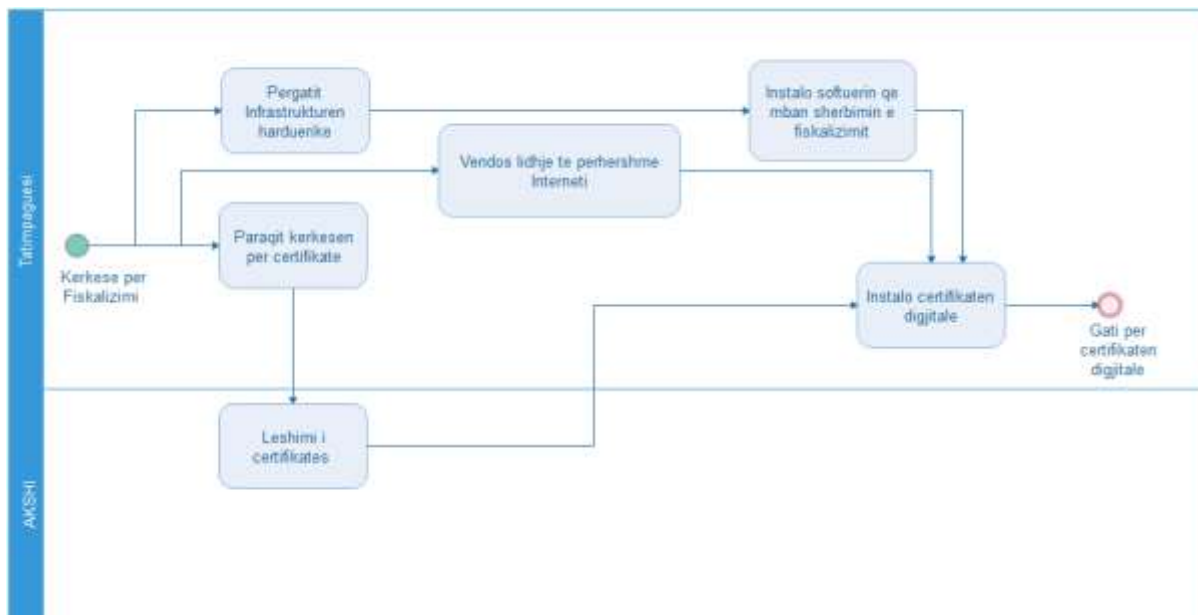 Tatimpaguesi
Pergatit
Infrastrukturen
harduerike
Instalo softuerin qe
mban sherbimin e
fiskalizimit
Vendos lidhje te perhershme
Interneti
Kerkese per
Fiskalizimi
Paraqit kerkesen
per certifikate
Instalo certifikaten
digjitale
Gati per
certifikaten
digjitale
AKSHI
Leshimi i
certifikates